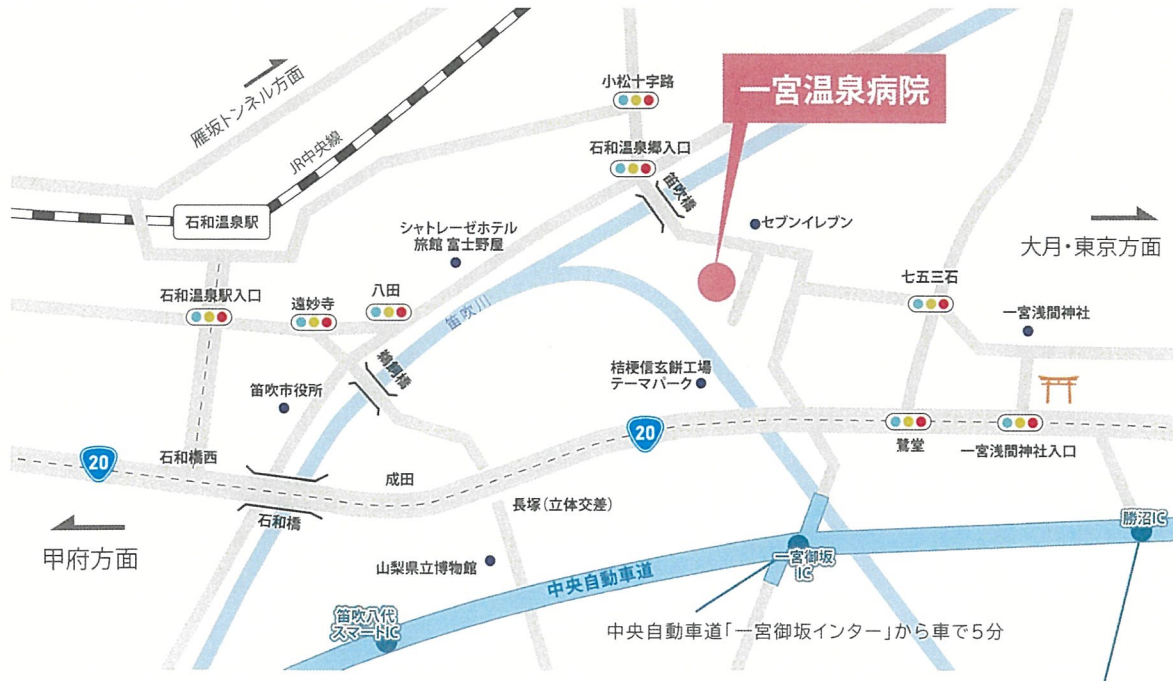 雁坂トンネル方面
JR中央線
小松十字路
一宮温泉病院
石和温泉郷入口
笛吹橋
石和温泉駅
シャトレーゼホテル
旅館 富士野屋
セブンイレブン
大月・東京方面
石和温泉駅入口
遠妙寺
八田
笛吹川
七五三石
一宮浅間神社
鵜飼橋
笛吹市役所
桔梗信玄餅工場
テーマパーク
20
20
石和橋西
成田
鷺堂
一宮浅間神社入口
長塚(立体交差)
石和橋
甲府方面
勝沼IC
山梨県立博物館
一宮御坂
IC
中央自動車道
笛吹八代
スマートIC
中央自動車道「一宮御坂インター」から車で5分